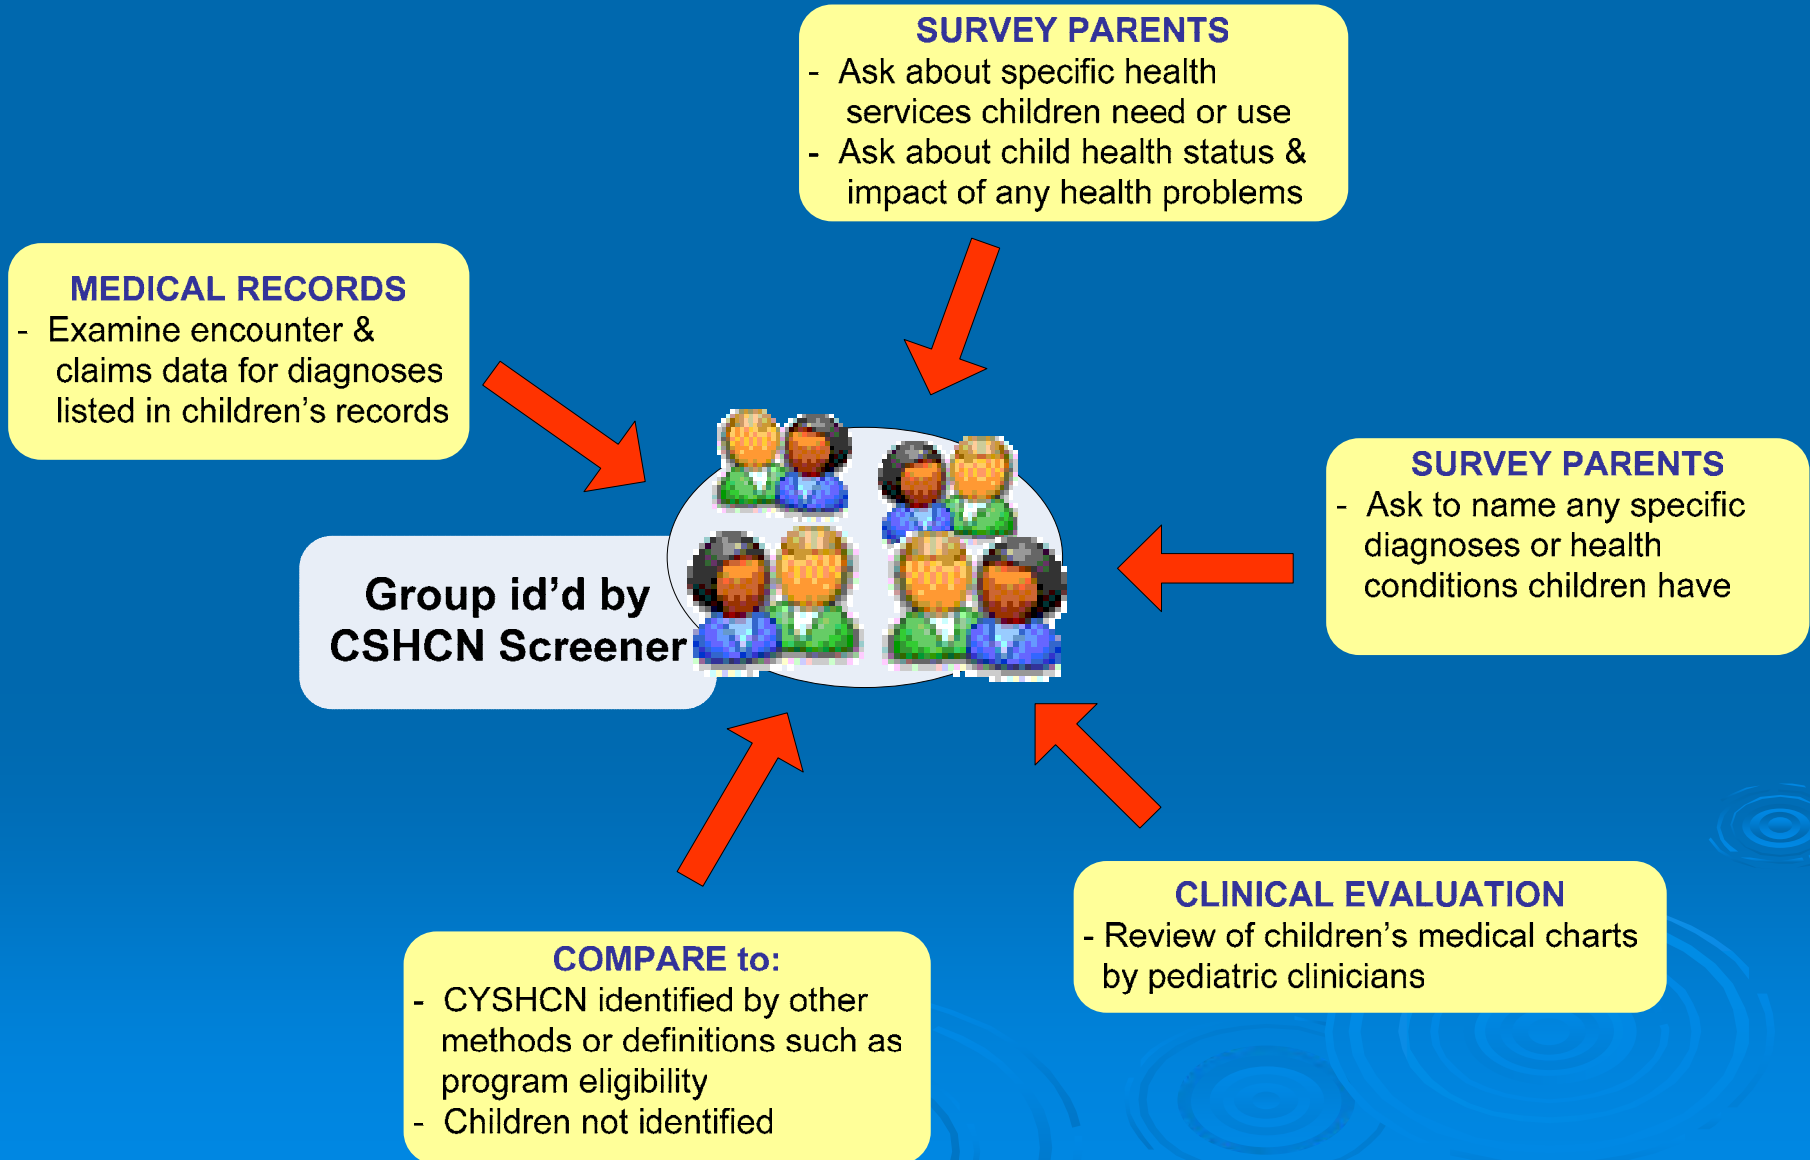 SURVEY PARENTS
- Ask about specific health
services children need or use
- Ask about child health status &
impact of any health problems
MEDICAL RECORDS
- Examine encounter &
claims data for diagnoses
listed in children’s records
SURVEY PARENTS
- Ask to name any specific
diagnoses or health
conditions children have
Group id’d by
CSHCN Screener
CLINICAL EVALUATION
- Review of children’s medical charts
by pediatric clinicians
COMPARE to:
- CYSHCN identified by other
methods or definitions such as
program eligibility
- Children not identified